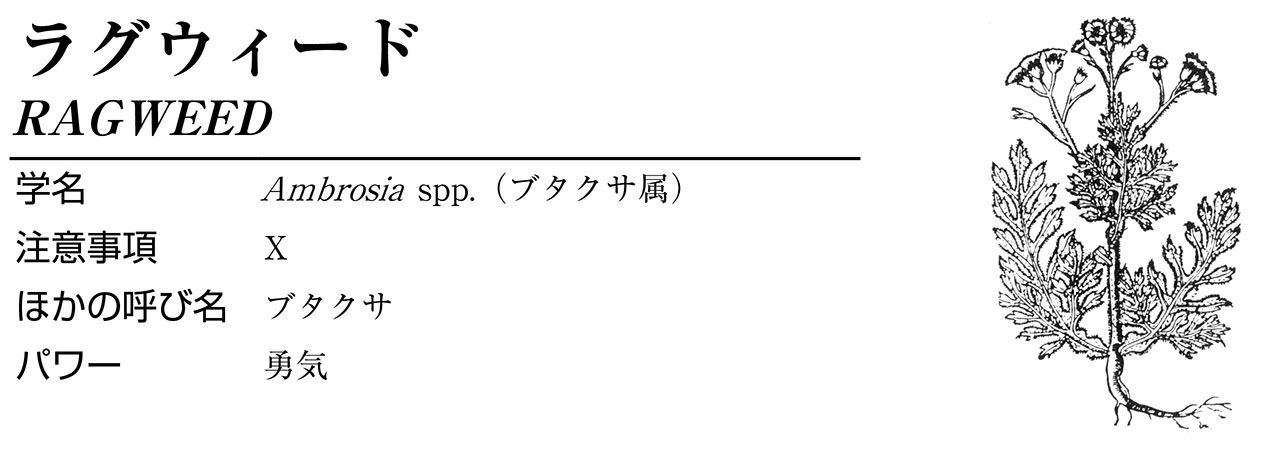 ラグウィード
RAGWEED
学名 Ambrosia spp.（ブタクサ属）
注意事項 X
ほかの呼び名 ブタクサ
パワー 勇気